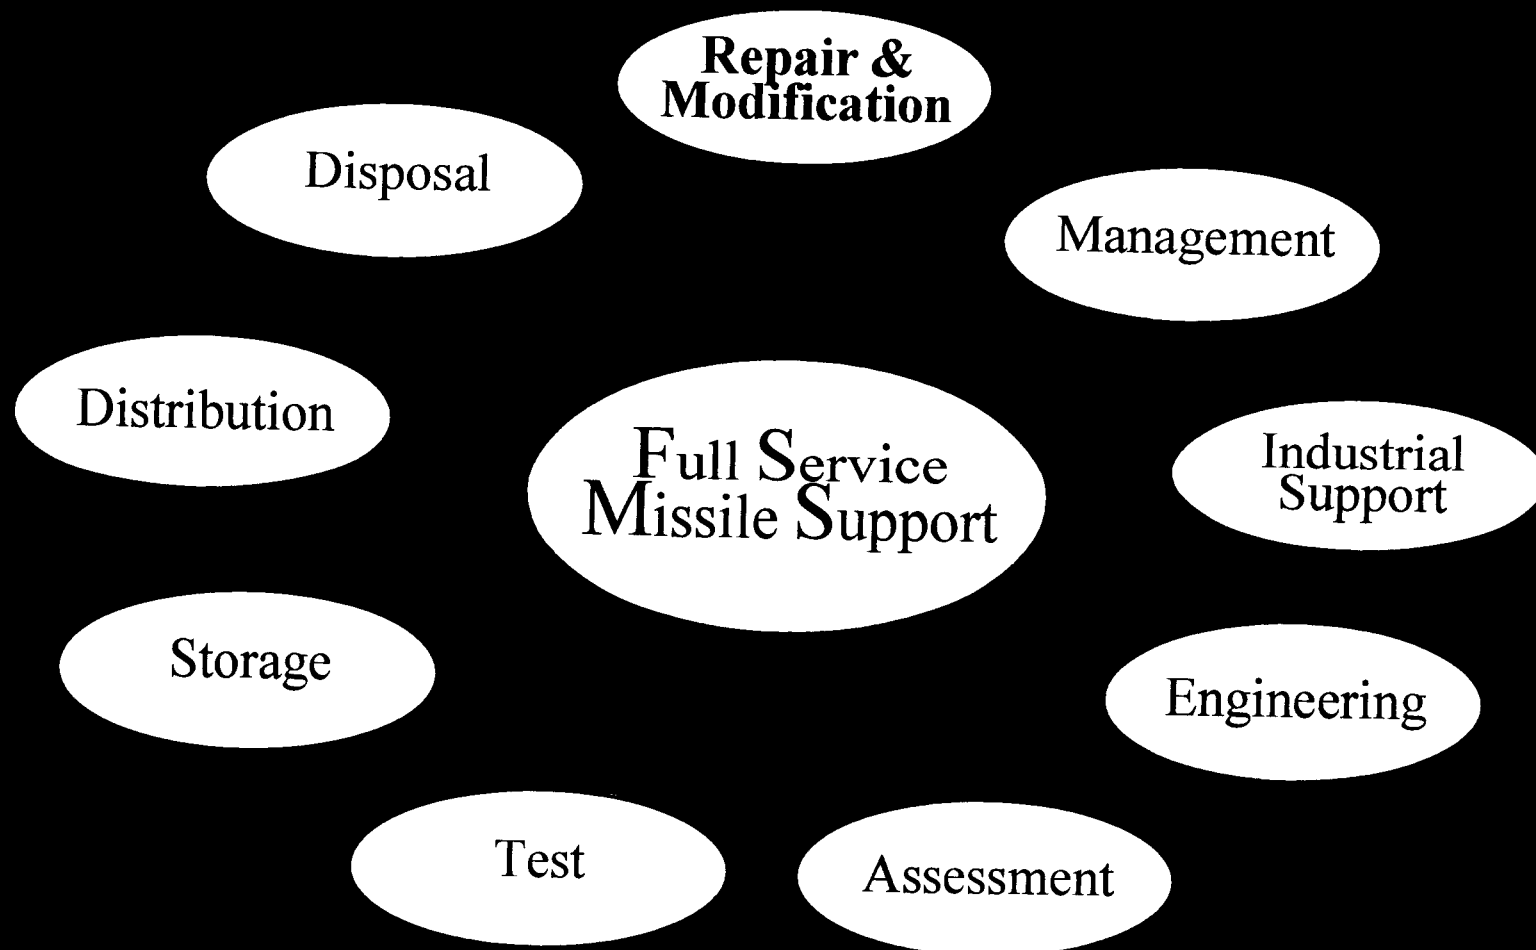 Repair &
Modification
Disposal
Management
Distribution
Full Service
Missile Support
Industrial
Support
Storage
Engineering
Test
Assessment